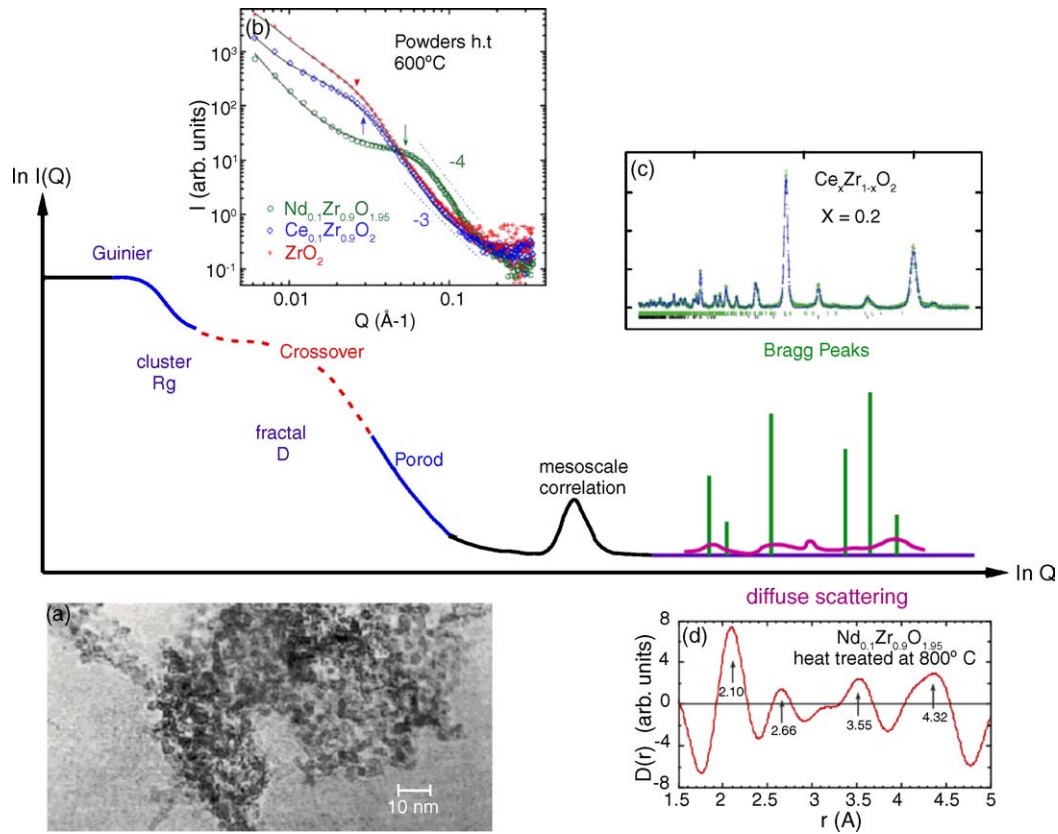 (b)
Powders h.t
600ºC
10³
10²
10¹
10⁰
10⁻¹
I (arb. units)
-4
-3
Nd₀.₁Zr₀.₉O₁.₉₅
Ce₀.₁Zr₀.₉O₂
ZrO₂
0.01
0.1
Q (Å-1)
(c)
CeₓZr₁₋ₓO₂
X = 0.2
Bragg Peaks
ln I(Q)
Guinier
cluster
Rg
Crossover
fractal
D
Porod
mesoscale
correlation
ln Q
diffuse scattering
(a)
10 nm
(d)
Nd₀.₁Zr₀.₉O₁.₉₅
heat treated at 800º C
D(r) (arb. units)
8
4
0
-4
-8
2.10
2.66
3.55
4.32
1.5
2
2.5
3
3.5
4
4.5
5
r (A)